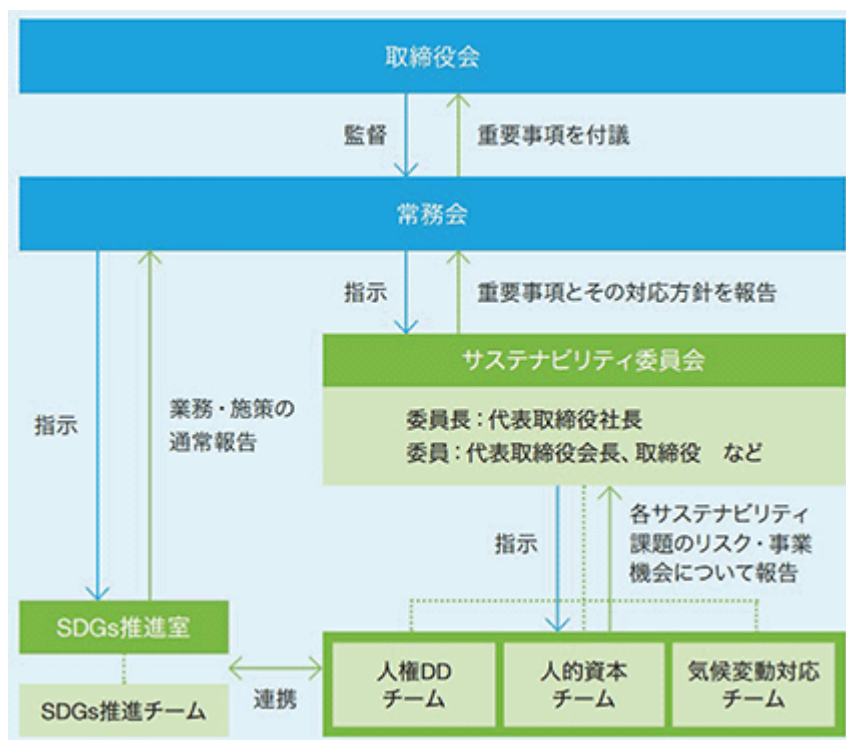 取締役会
監督
重要事項を付議
常務会
指示
重要事項とその対応方針を報告
サステナビリティ委員会
委員長：代表取締役社長
委員：代表取締役会長、取締役　など
指示
業務・施策の
通常報告
指示
各サステナビリティ
課題のリスク・事業
機会について報告
SDGs推進室
SDGs推進チーム
連携
人権DD
チーム
人的資本
チーム
気候変動対応
チーム